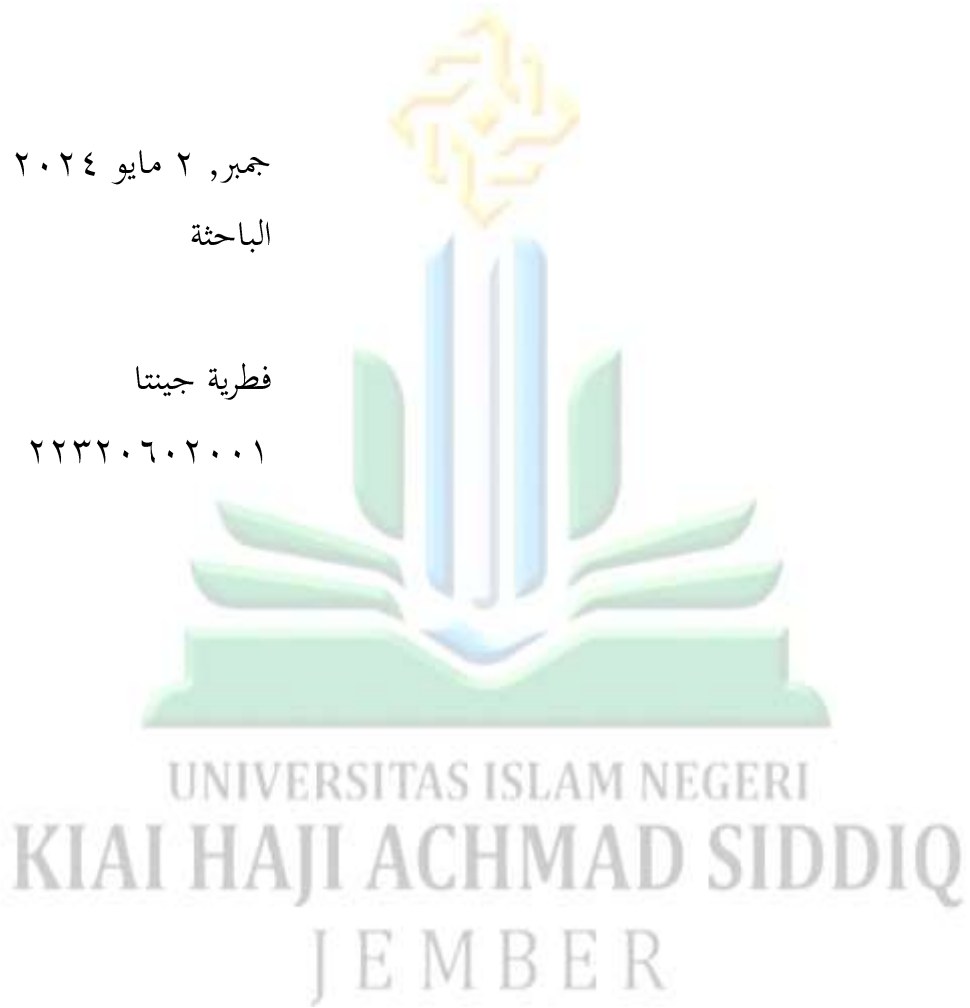 جمبر, ٢ مايو ٢٠٢٤
الباحثة
فطرية جينتا
٢٢٣٢٠٦٠٢٠٠١
UNIVERSITAS ISLAM NEGERI
KIAI HAJI ACHMAD SIDDIQ
JEMBER